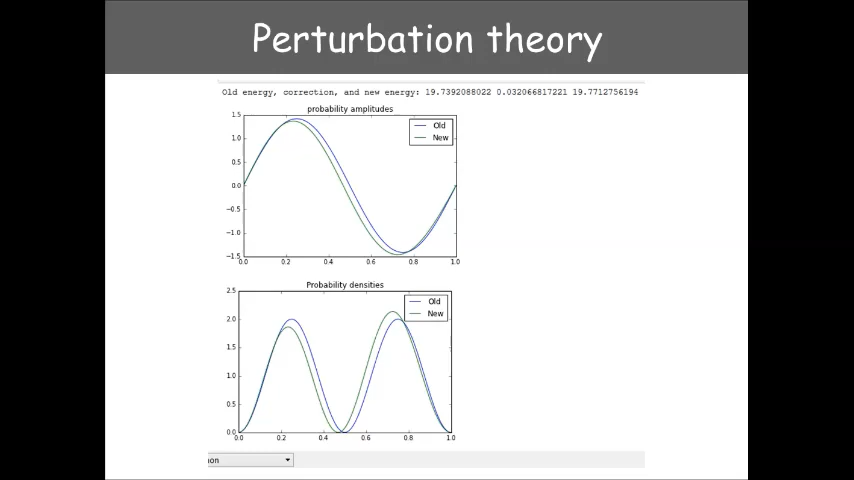 Perturbation theory
Old energy, correction, and new energy: 19.7392088022 0.032066817221 19.7712756194
probability amplitudes
1.5
1.0
0.5
0.0
−0.5
−1.0
−1.5
0.0 0.2 0.4 0.6 0.8 1.0
Old
New
Probability densities
2.5
2.0
1.5
1.0
0.5
0.0
0.0 0.2 0.4 0.6 0.8 1.0
Old
New
on